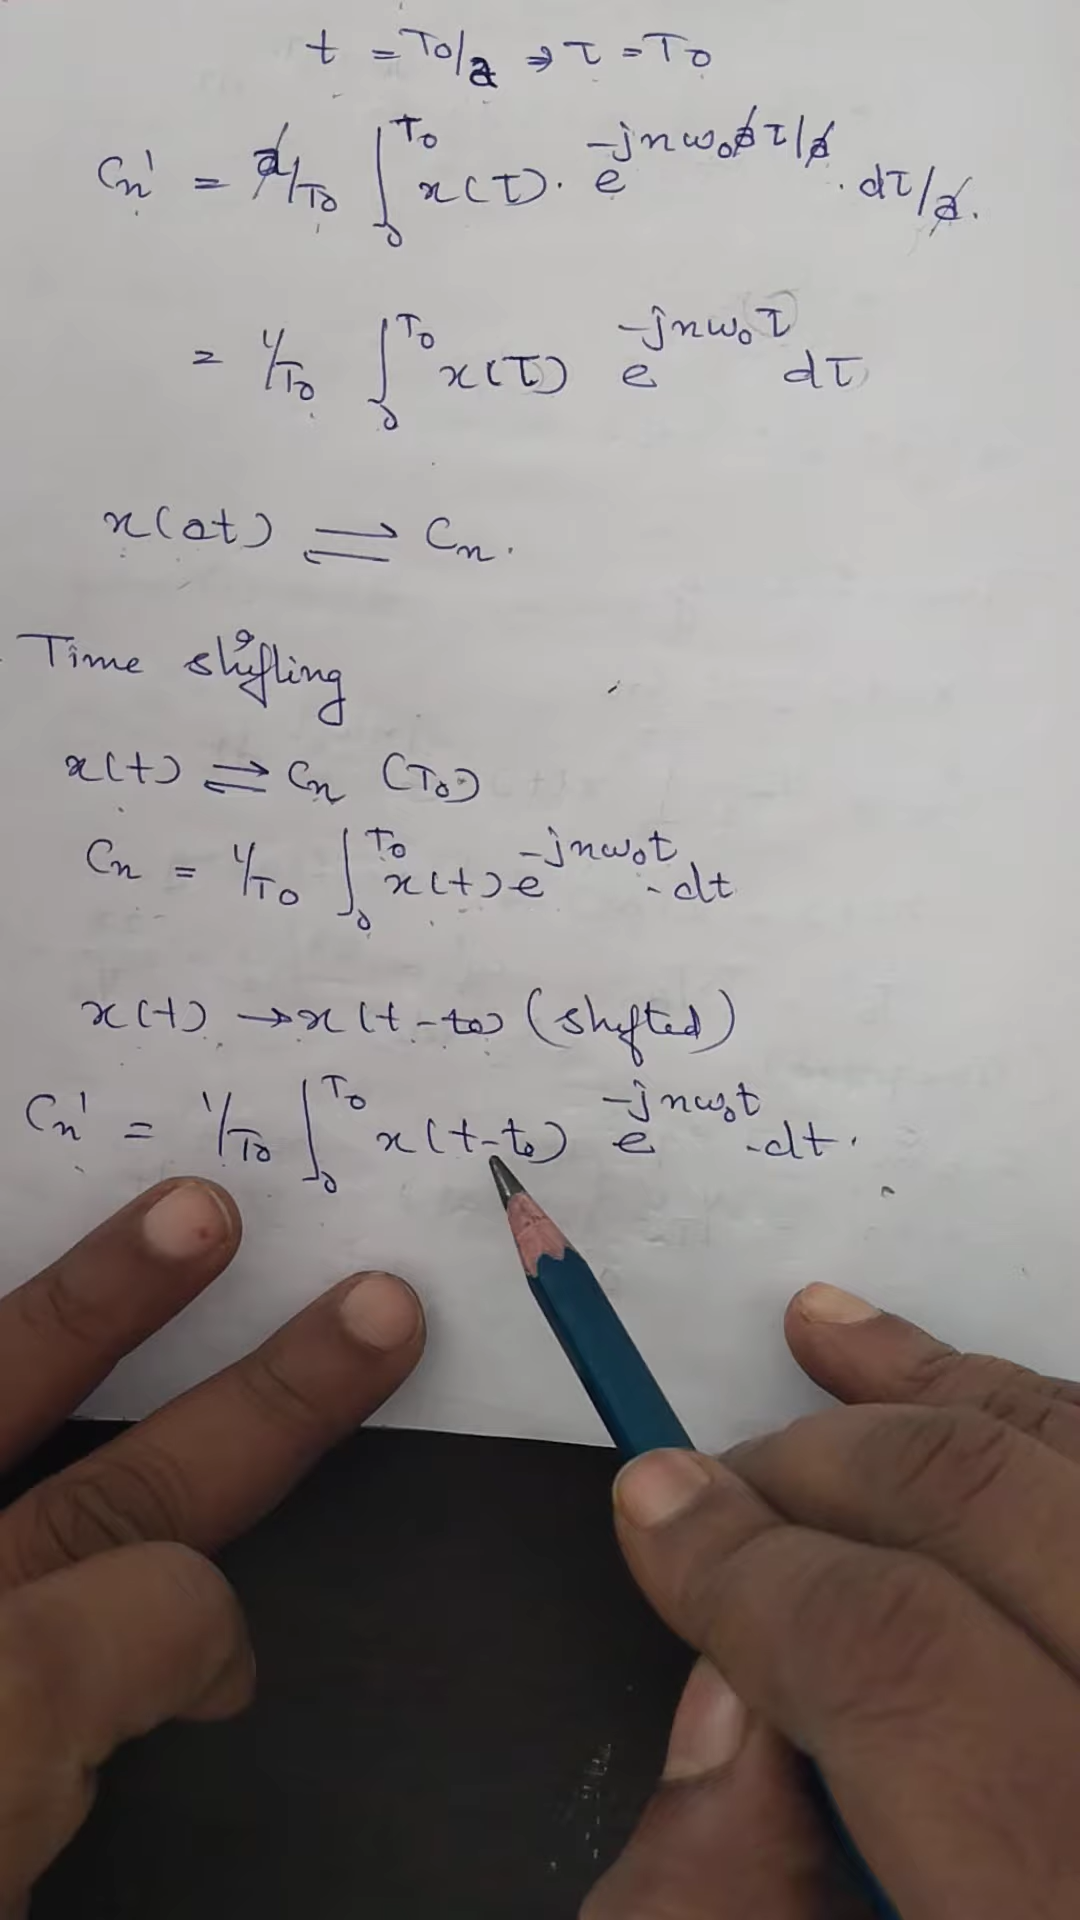 t = T0/a ⇒ τ = T0
Cn' = a/T0 ∫0^T0 x(τ). e^-jnω0aτ/a . dτ/a.
= 1/T0 ∫0^T0 x(τ) e^-jnω0τ dτ
x(at) ⇌ Cn.
Time shifting
x(t) ⇌ Cn (T0)
Cn = 1/T0 ∫0^T0 x(t) e^-jnω0t . dt
x(t) → x(t-t0) (shifted)
Cn' = 1/T0 ∫0^T0 x(t-t0) e^-jnω0t .dt.